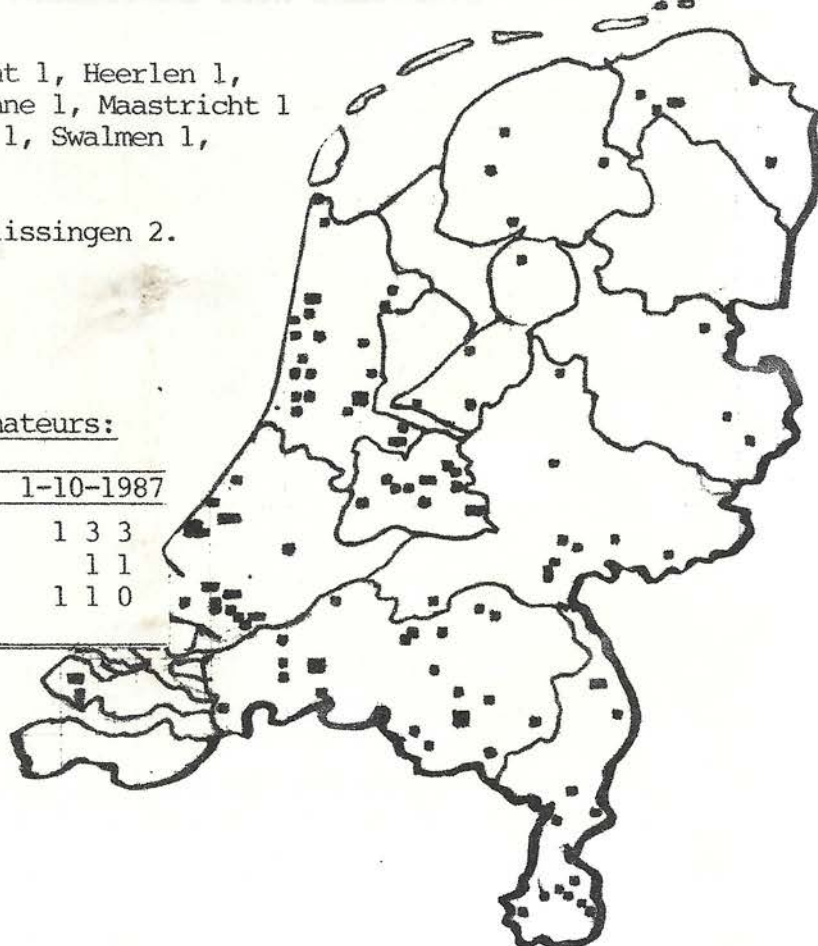 t 1, Heerlen 1,
ne 1, Maastricht 1
1, Swalmen 1,
issingen 2.
ateurs:
1-10-1987
1 3 3
1 1
1 1 0